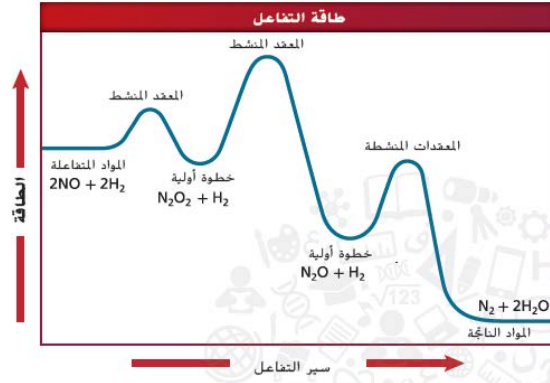 طاقة التفاعل
المعقد المنشط
المعقد المنشط
المعقدات المنشطة
المواد المتفاعلة
2NO + 2H₂
خطوة أولية
N₂O₂ + H₂
خطوة أولية
N₂O + H₂
N₂ + 2H₂O
المواد الناتجة
الطاقة
سير التفاعل